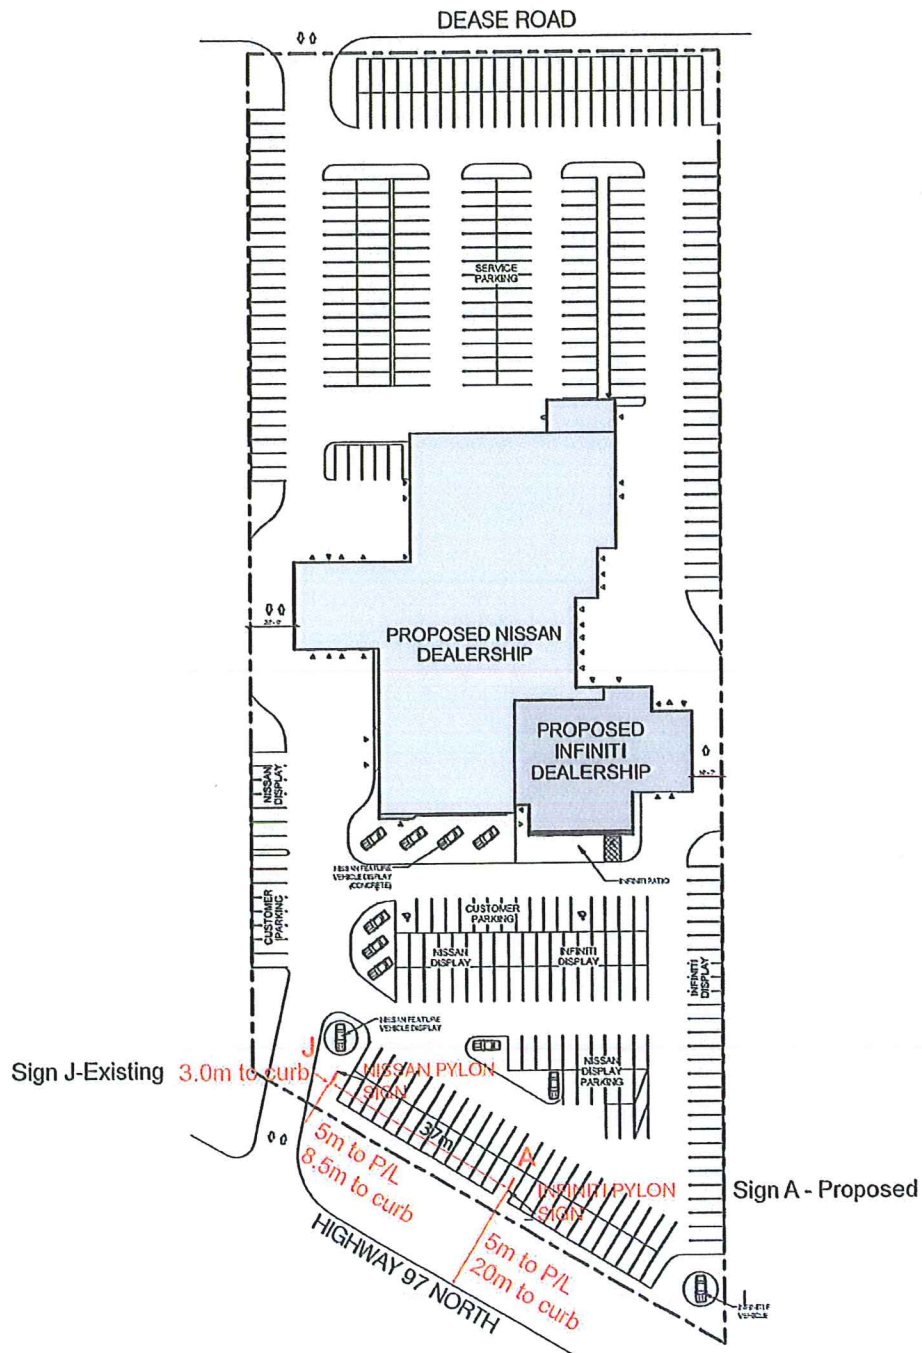 DEASE ROAD
SERVICE
PARKING
PROPOSED NISSAN
DEALERSHIP
PROPOSED
INFINITI
DEALERSHIP
NISSAN
DISPLAY
NISSAN FEATURE
VEHICLE DISPLAY
(CONCRETE)
INFINITI PATIO
CUSTOMER
PARKING
CUSTOMER
PARKING
NISSAN
DISPLAY
INFINITI
DISPLAY
INFINITI
DISPLAY
NISSAN FEATURE
VEHICLE DISPLAY
J
Sign J-Existing
3.0m to curb
NISSAN PYLON
SIGN
NISSAN
DISPLAY
PARKING
37m
5m to P/L
8.5m to curb
A
INFINITI PYLON
SIGN
Sign A - Proposed
5m to P/L
20m to curb
HIGHWAY 97 NORTH
VEHICLE